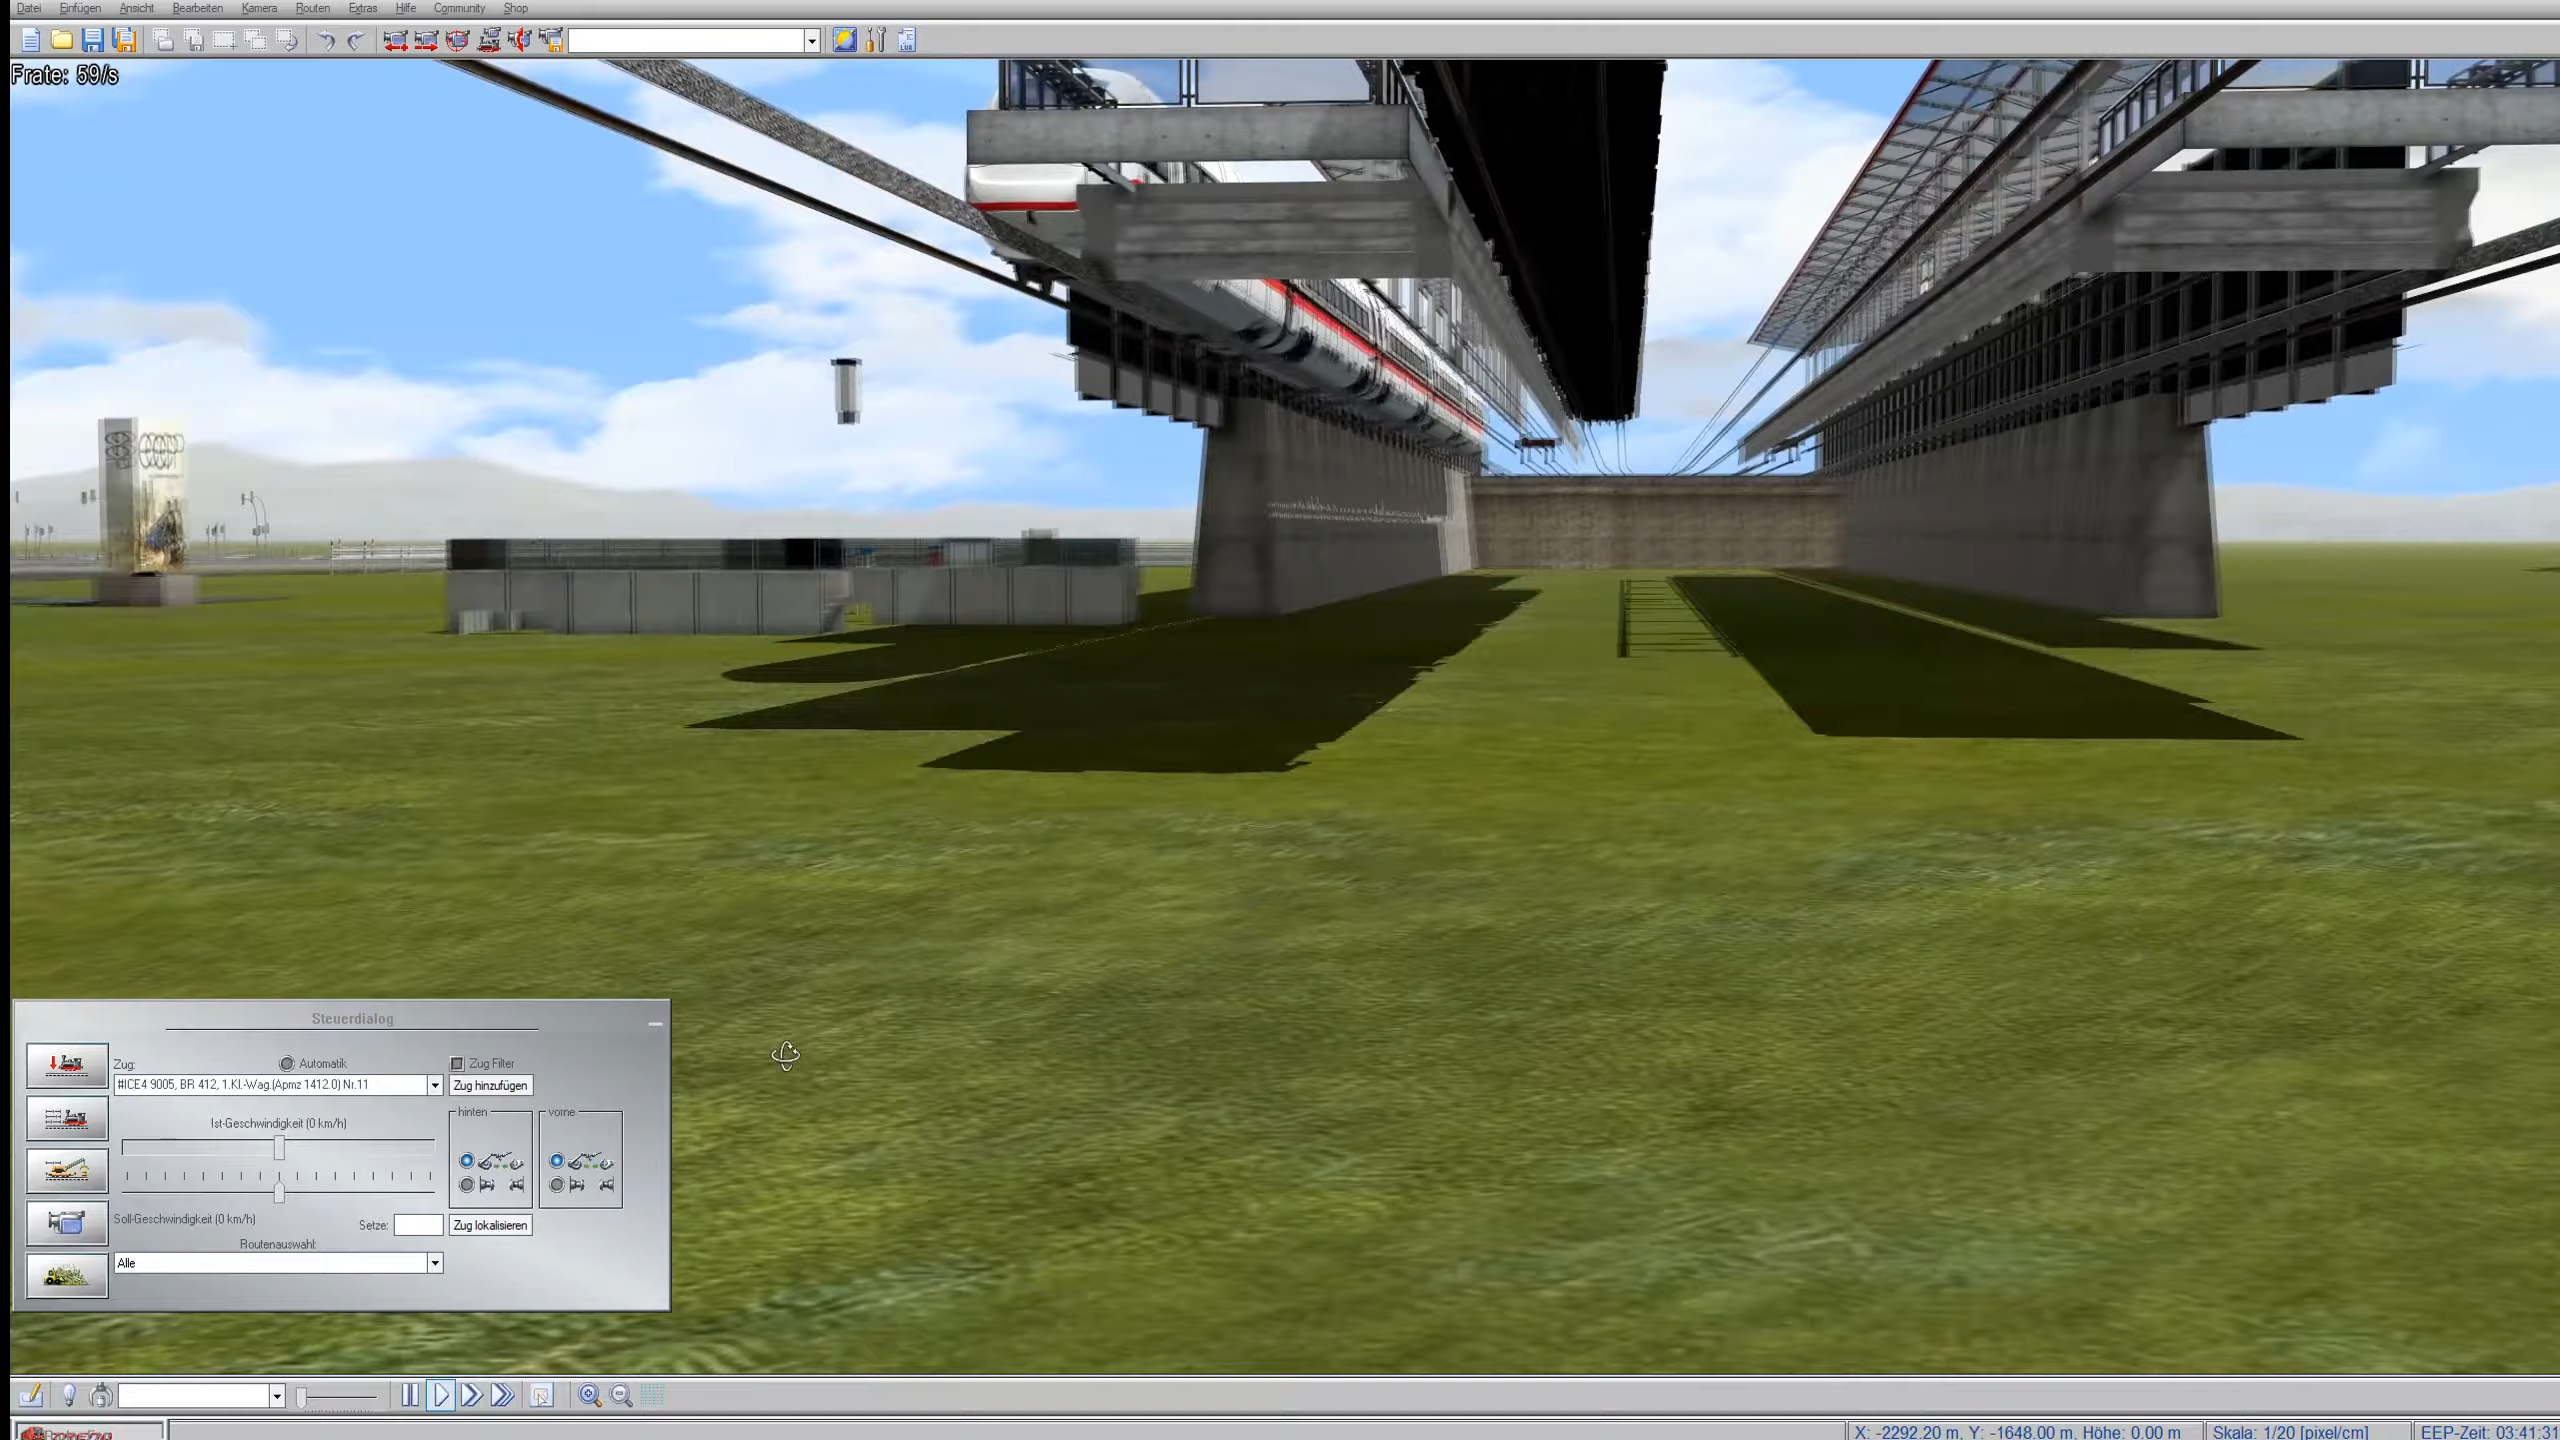 Datei Einfügen Ansicht Bearbeiten Kamera Routen Extras Hilfe Community Shop
Frate: 59/s
Steuerdialog
Zug: Automatik Zug Filter
#ICE4 9005, BR 412, 1.Kl.-Wag.(Apmz 1412.0) Nr.11 Zug hinzufügen
Ist-Geschwindigkeit (0 km/h) hinten vorne
Soll-Geschwindigkeit (0 km/h) Setze: Zug lokalisieren
Routenauswahl:
Alle
X: -2292.20 m, Y: -1648.00 m, Höhe: 0.00 m Skala: 1/20 [pixel/cm] EEP-Zeit: 03:41:31